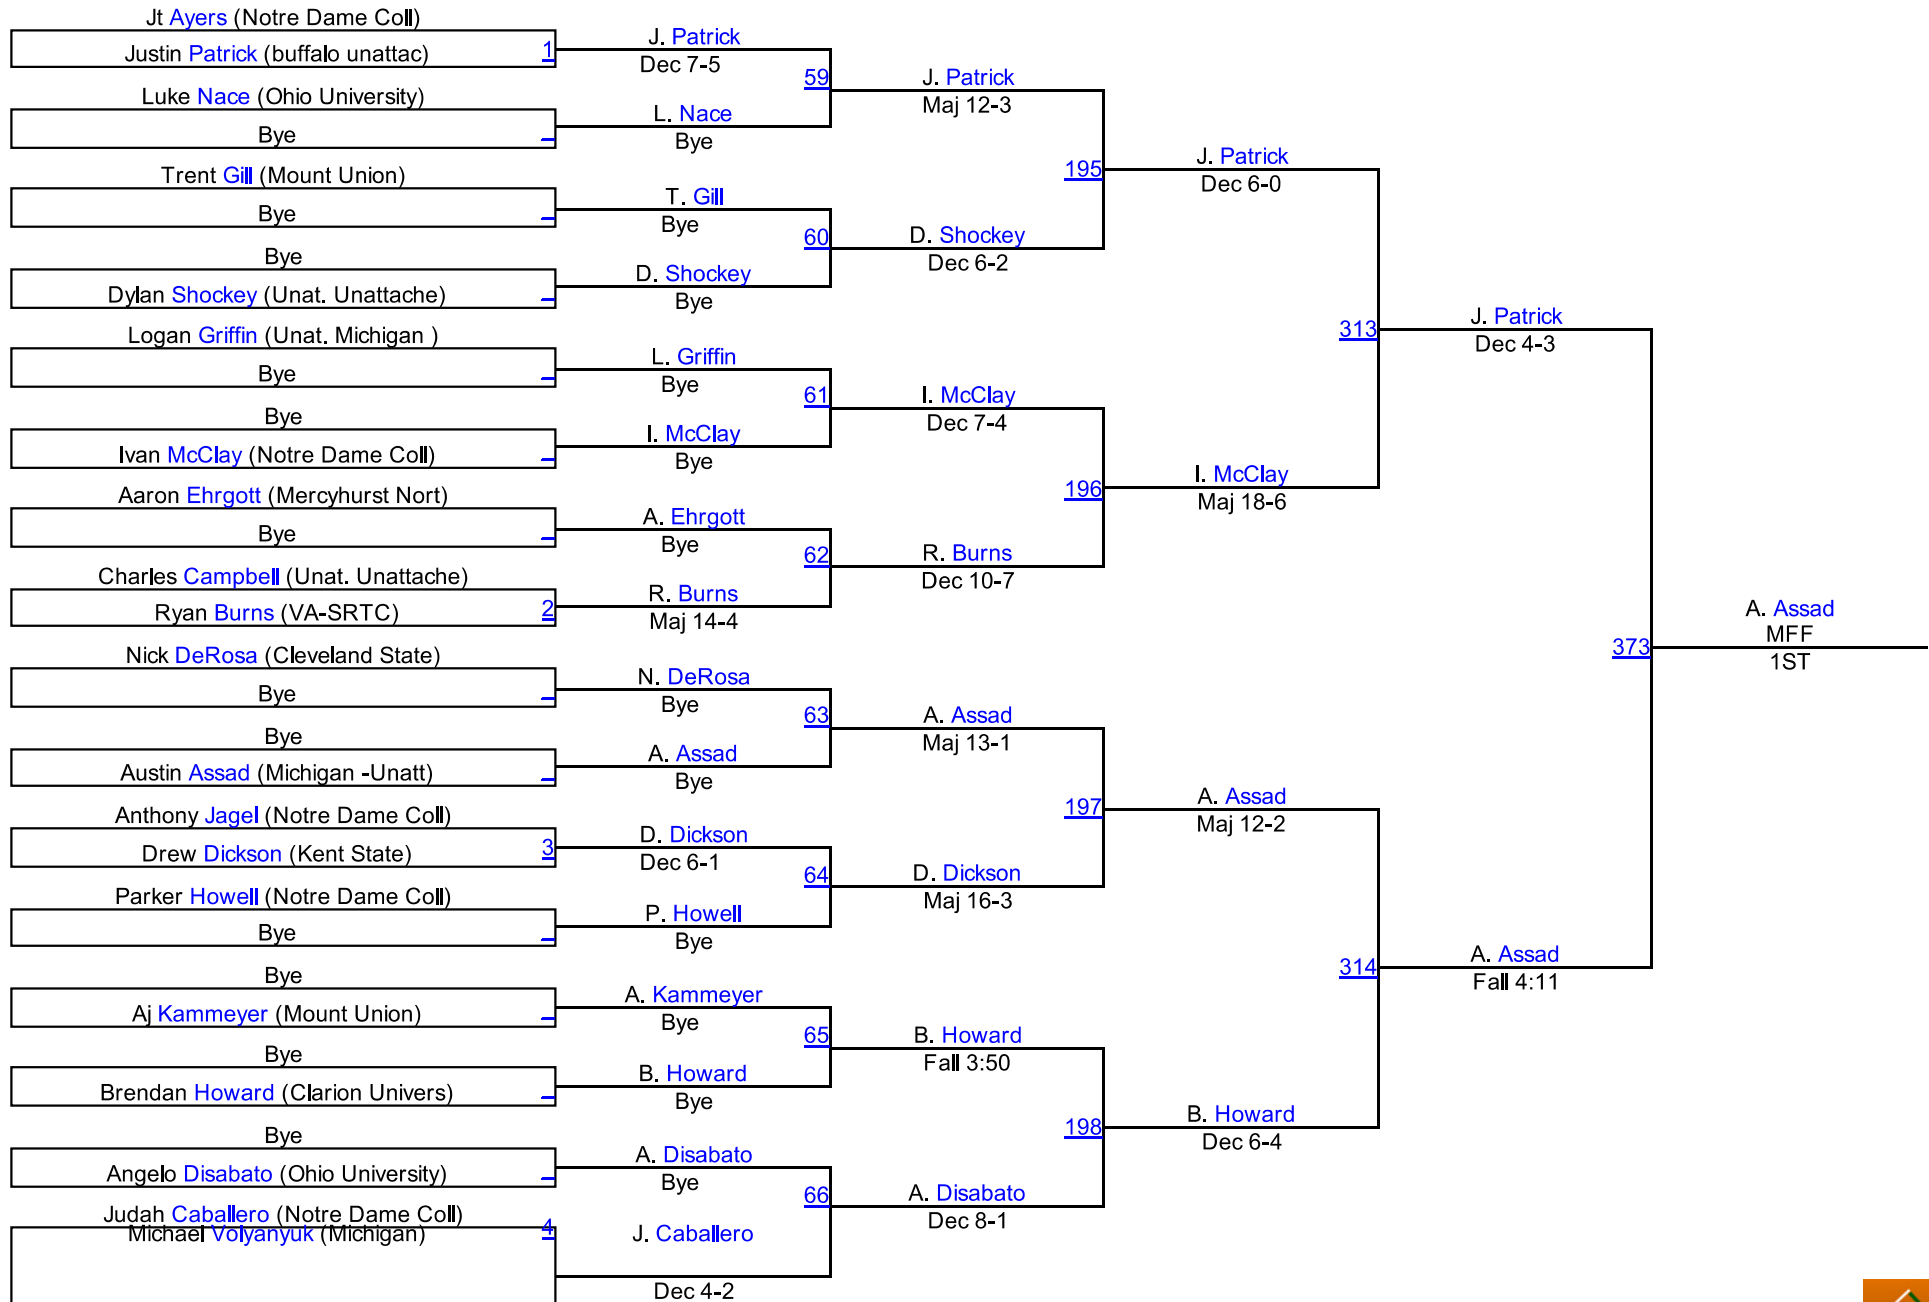 Jt Ayers (Notre Dame Coll)
Justin Patrick (buffalo unattac)
1
Luke Nace (Ohio University)
Bye
Trent Gill (Mount Union)
Bye
Bye
Dylan Shockey (Unat. Unattache)
Logan Griffin (Unat. Michigan )
Bye
Bye
Ivan McClay (Notre Dame Coll)
Aaron Ehrgott (Mercyhurst Nort)
Bye
Charles Campbell (Unat. Unattache)
Ryan Burns (VA-SRTC)
2
Nick DeRosa (Cleveland State)
Bye
Bye
Austin Assad (Michigan -Unatt)
Anthony Jagel (Notre Dame Coll)
Drew Dickson (Kent State)
3
Parker Howell (Notre Dame Coll)
Bye
Bye
Aj Kammeyer (Mount Union)
Bye
Brendan Howard (Clarion Univers)
Bye
Angelo Disabato (Ohio University)
Judah Caballero (Notre Dame Coll)
Michael Volyanyuk (Michigan)
4
J. Patrick
Dec 7-5
59
L. Nace
Bye
T. Gill
Bye
60
D. Shockey
Bye
L. Griffin
Bye
61
I. McClay
Bye
A. Ehrgott
Bye
62
R. Burns
Maj 14-4
N. DeRosa
Bye
63
A. Assad
Bye
D. Dickson
Dec 6-1
64
P. Howell
Bye
A. Kammeyer
Bye
65
B. Howard
Bye
A. Disabato
Bye
66
J. Caballero
Dec 4-2
J. Patrick
Maj 12-3
195
D. Shockey
Dec 6-2
I. McClay
Dec 7-4
196
R. Burns
Dec 10-7
A. Assad
Maj 13-1
197
D. Dickson
Maj 16-3
B. Howard
Fall 3:50
198
A. Disabato
Dec 8-1
J. Patrick
Dec 6-0
313
I. McClay
Maj 18-6
A. Assad
Maj 12-2
314
B. Howard
Dec 6-4
J. Patrick
Dec 4-3
373
A. Assad
Fall 4:11
A. Assad
MFF
1ST